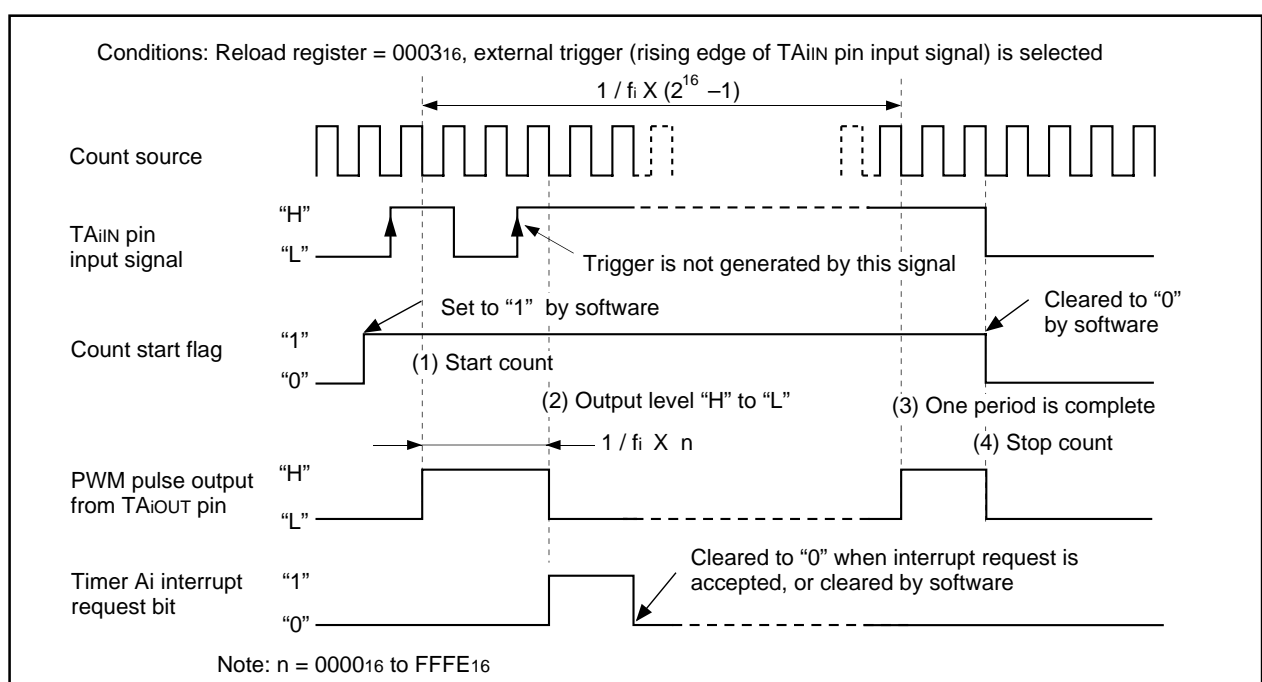 Conditions: Reload register = 000316, external trigger (rising edge of TAiIN pin input signal) is selected
1 / fi X (2^16 –1)
Count source
TAiIN pin
input signal
“H”
“L”
Trigger is not generated by this signal
Count start flag
“1”
“0”
Set to “1” by software
Cleared to “0”
by software
(1) Start count
(2) Output level “H” to “L”
(3) One period is complete
(4) Stop count
1 / fi X n
PWM pulse output
from TAiOUT pin
“H”
“L”
Timer Ai interrupt
request bit
“1”
“0”
Cleared to “0” when interrupt request is
accepted, or cleared by software
Note: n = 000016 to FFFE16